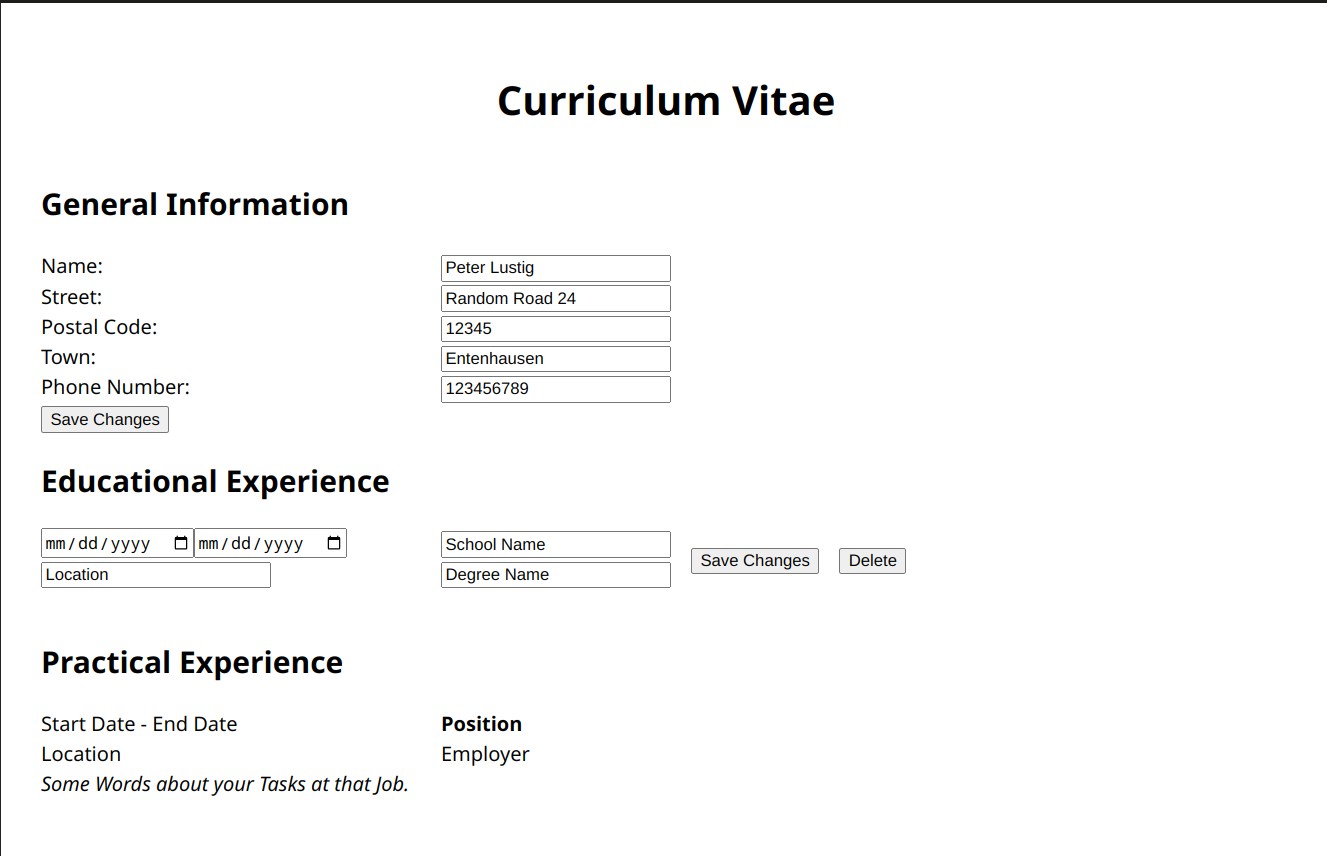 Curriculum Vitae
General Information
Name: Peter Lustig
Street: Random Road 24
Postal Code: 12345
Town: Entenhausen
Phone Number: 123456789
Save Changes
Educational Experience
mm/dd/yyyy mm/dd/yyyy School Name
Location Degree Name
Save Changes Delete
Practical Experience
Start Date - End Date Position
Location Employer
Some Words about your Tasks at that Job.